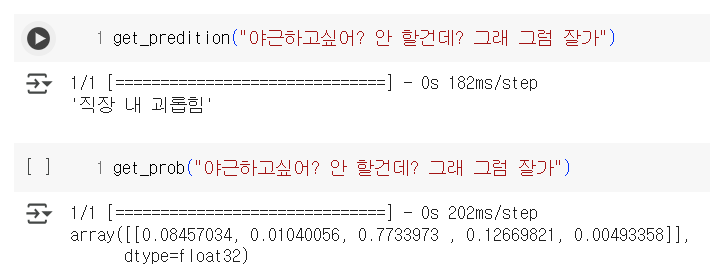 1 get_predition("야근하고싶어? 안 할건데? 그래 그럼 잘가")
1/1 [==============================] - 0s 182ms/step
'직장 내 괴롭힘'
[ ] 1 get_prob("야근하고싶어? 안 할건데? 그래 그럼 잘가")
1/1 [==============================] - 0s 202ms/step
array([[0.08457034, 0.01040056, 0.7733973 , 0.12669821, 0.00493358]],
dtype=float32)